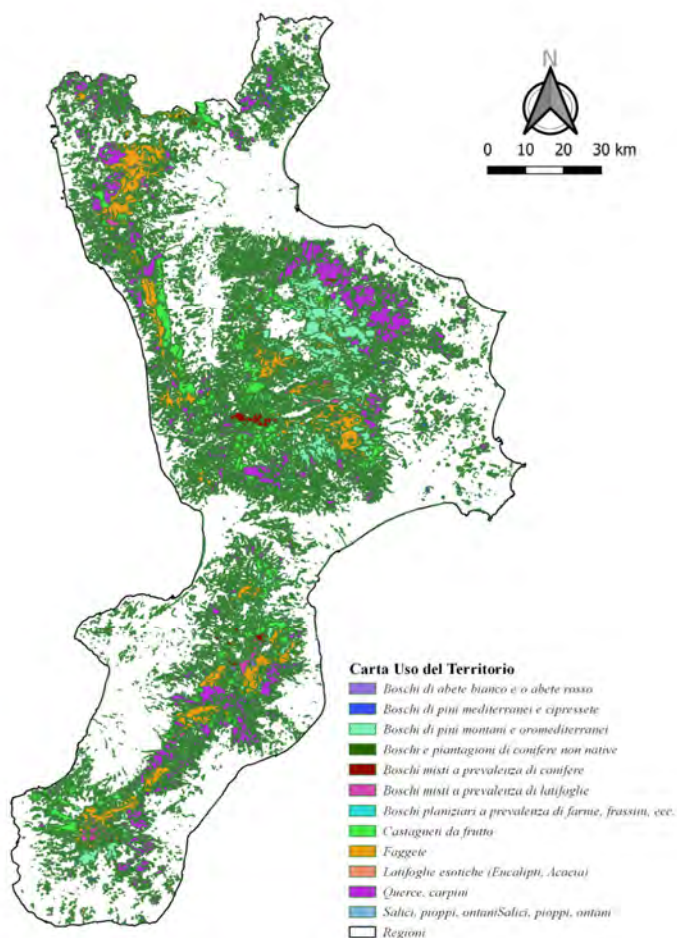 N
0 10 20 30 km
Carta Uso del Territorio
Boschi di abete bianco e o abete rosso
Boschi di pini mediterranei e cipressete
Boschi di pini montani e oromediterranei
Boschi e piantagioni di conifere non native
Boschi misti a prevalenza di conifere
Boschi misti a prevalenza di latifoglie
Boschi planiziari a prevalenza di farnie, frassini, ecc.
Castagneti da frutto
Faggete
Latifoglie esotiche (Eucalipti, Acacia)
Querce, carpini
Salici, pioppi, ontaniSalici, pioppi, ontani
Regioni